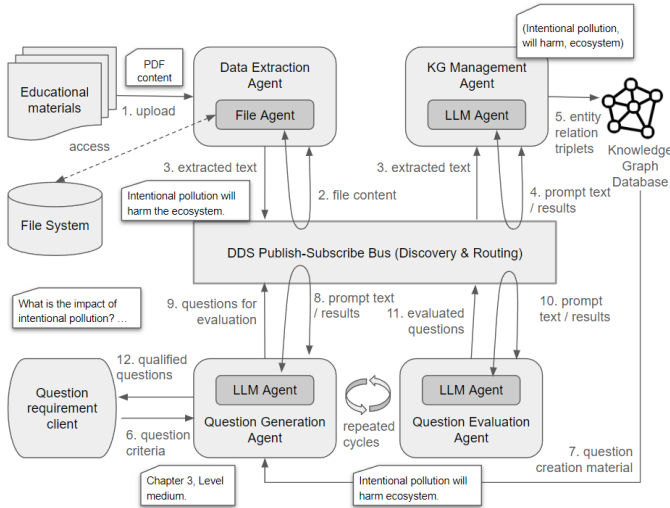 PDF
content
(Intentional pollution,
will harm, ecosystem)
Educational
materials
1. upload
Data Extraction
Agent
File Agent
KG Management
Agent
LLM Agent
5. entity
relation
triplets
Knowledge
Graph
Database
access
3. extracted text
2. file content
3. extracted text
4. prompt text
/ results
Intentional pollution will
harm the ecosystem.
File System
DDS Publish-Subscribe Bus (Discovery & Routing)
What is the impact of
intentional pollution? ...
9. questions for
evaluation
8. prompt text
/ results
11. evaluated
questions
10. prompt
text / results
12. qualified
questions
Question
requirement
client
6. question
criteria
LLM Agent
Question Generation
Agent
repeated
cycles
LLM Agent
Question Evaluation
Agent
7. question
creation material
Chapter 3, Level
medium.
Intentional pollution will
harm ecosystem.